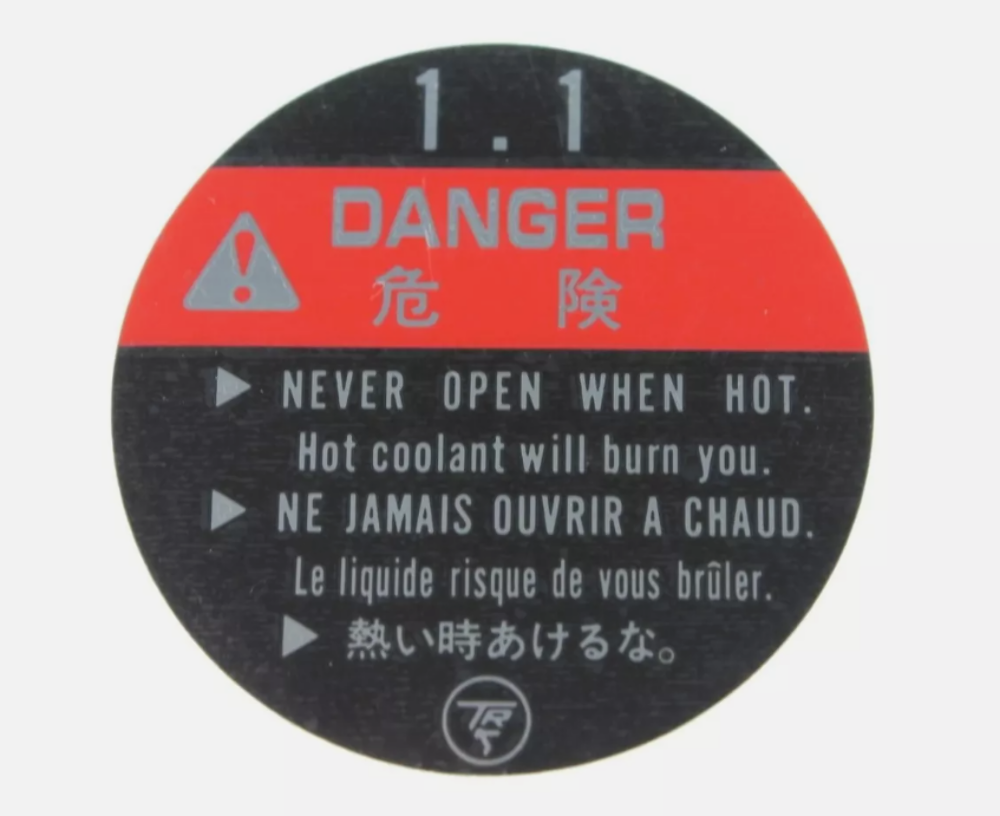 1.1
DANGER
危険
NEVER OPEN WHEN HOT.
Hot coolant will burn you.
NE JAMAIS OUVRIR A CHAUD.
Le liquide risque de vous brûler.
熱い時あけるな。